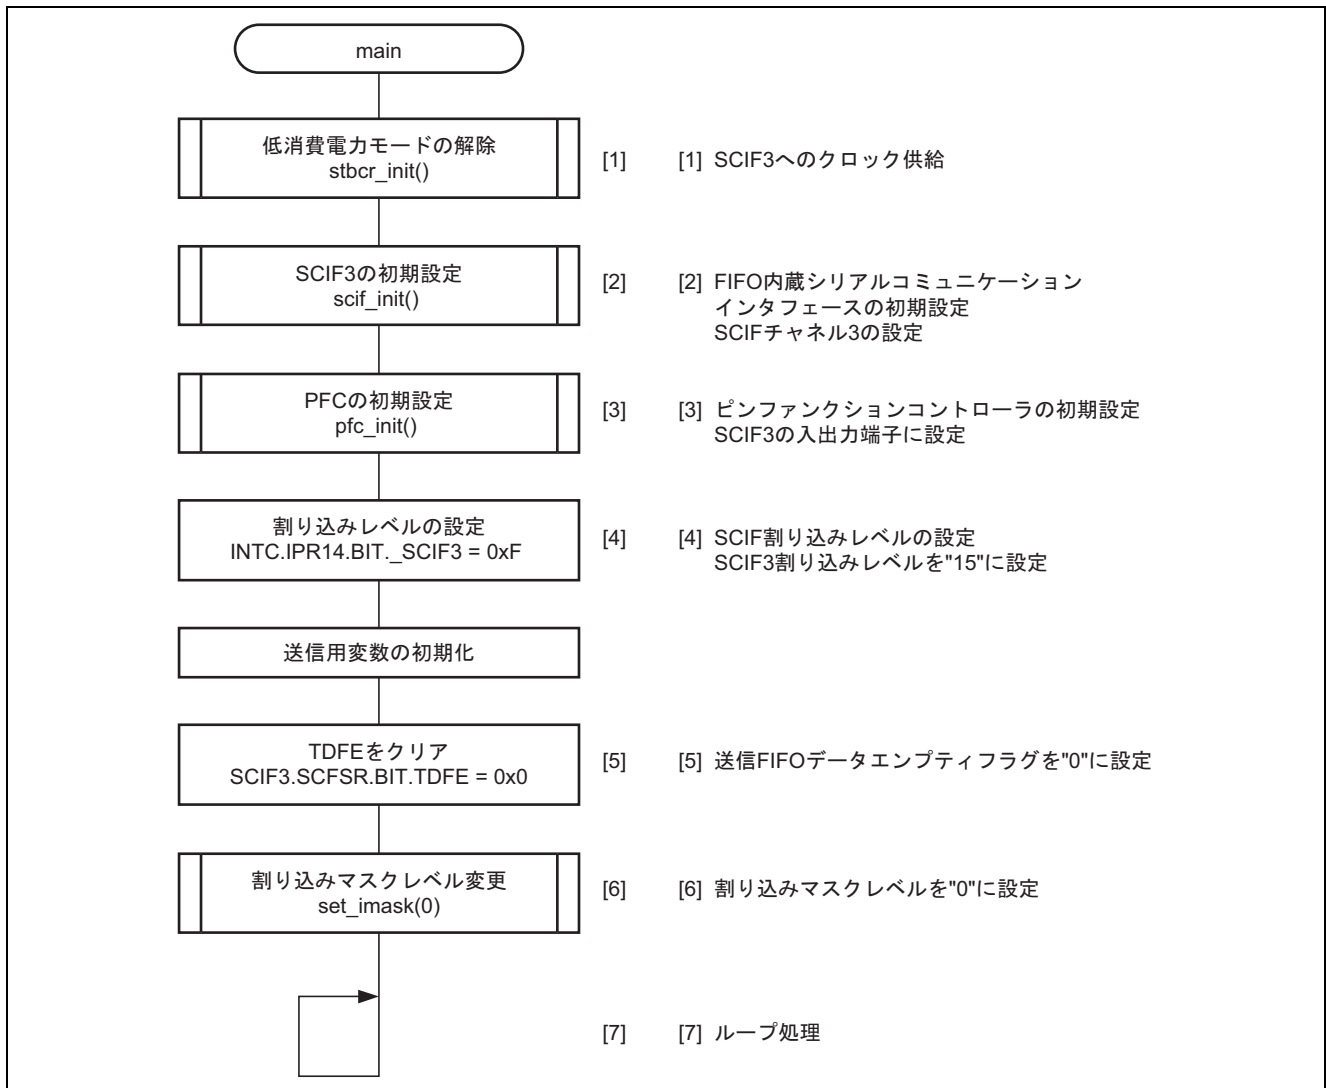 main
低消費電力モードの解除
stbcr_init()
[1]
[1] SCIF3へのクロック供給
SCIF3の初期設定
scif_init()
[2]
[2] FIFO内蔵シリアルコミュニケーション
インタフェースの初期設定
SCIFチャネル3の設定
PFCの初期設定
pfc_init()
[3]
[3] ピンファンクションコントローラの初期設定
SCIF3の入出力端子に設定
割り込みレベルの設定
INTC.IPR14.BIT._SCIF3 = 0xF
[4]
[4] SCIF割り込みレベルの設定
SCIF3割り込みレベルを"15"に設定
送信用変数の初期化
TDFEをクリア
SCIF3.SCFSR.BIT.TDFE = 0x0
[5]
[5] 送信FIFOデータエンプティフラグを"0"に設定
割り込みマスクレベル変更
set_imask(0)
[6]
[6] 割り込みマスクレベルを"0"に設定
[7]
[7] ループ処理